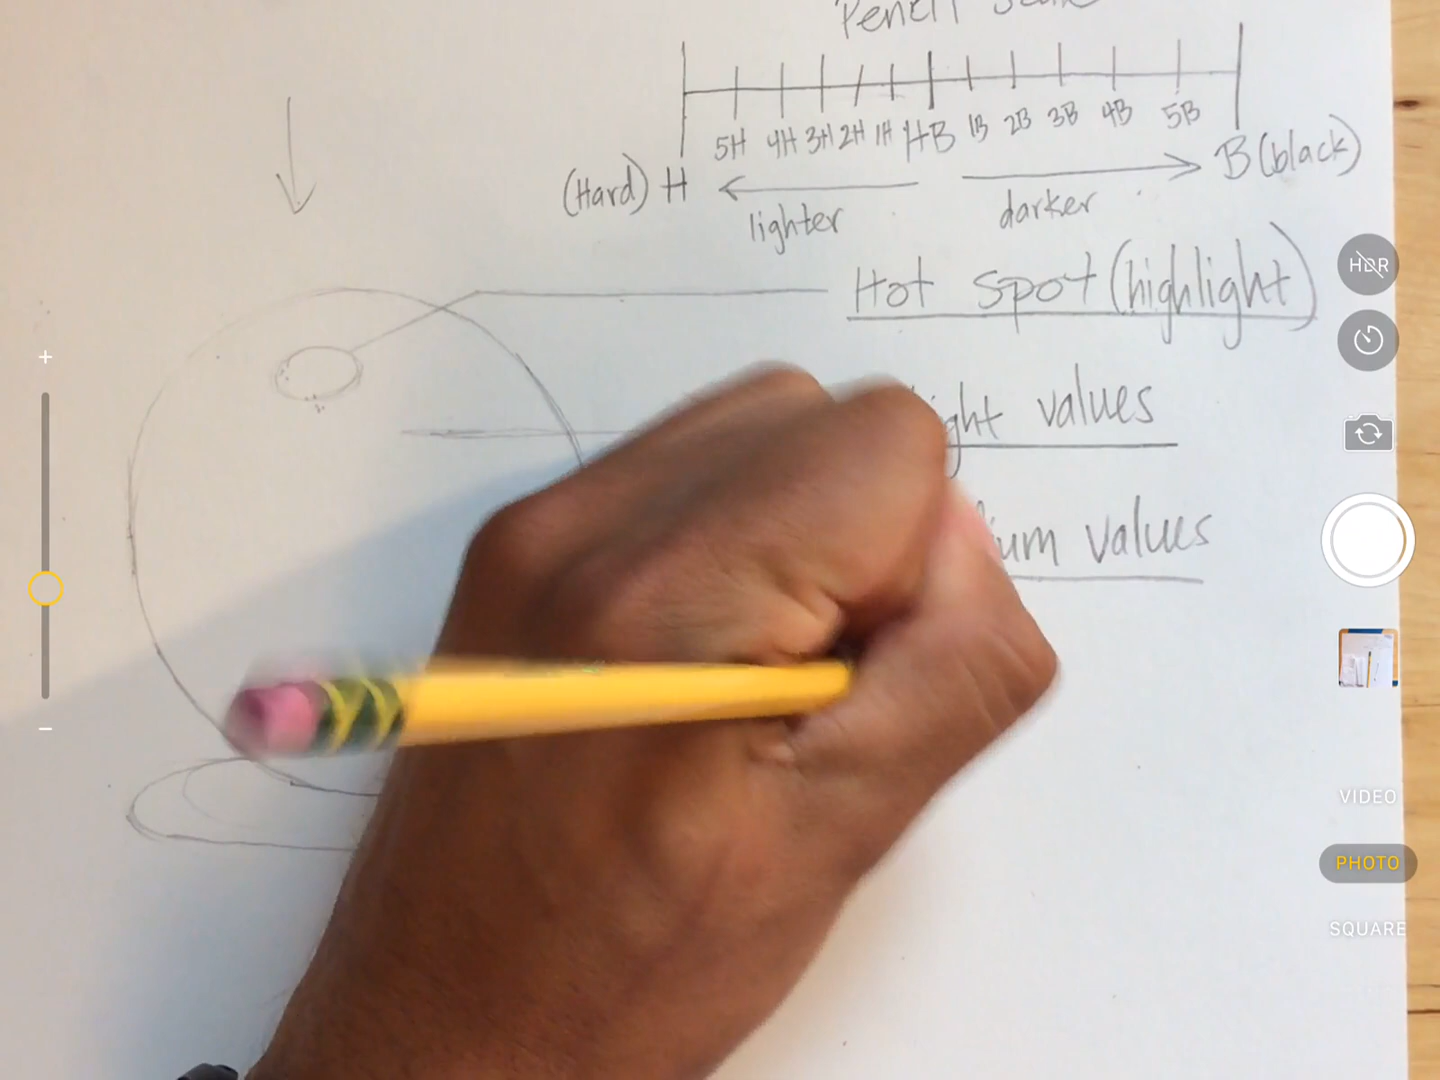 Pencil Scale
5H 4H 3H 2H 1H HB 1B 2B 3B 4B 5B
(Hard) H B (black)
lighter darker
Hot Spot (highlight)
values
values
HDR
VIDEO
PHOTO
SQUARE